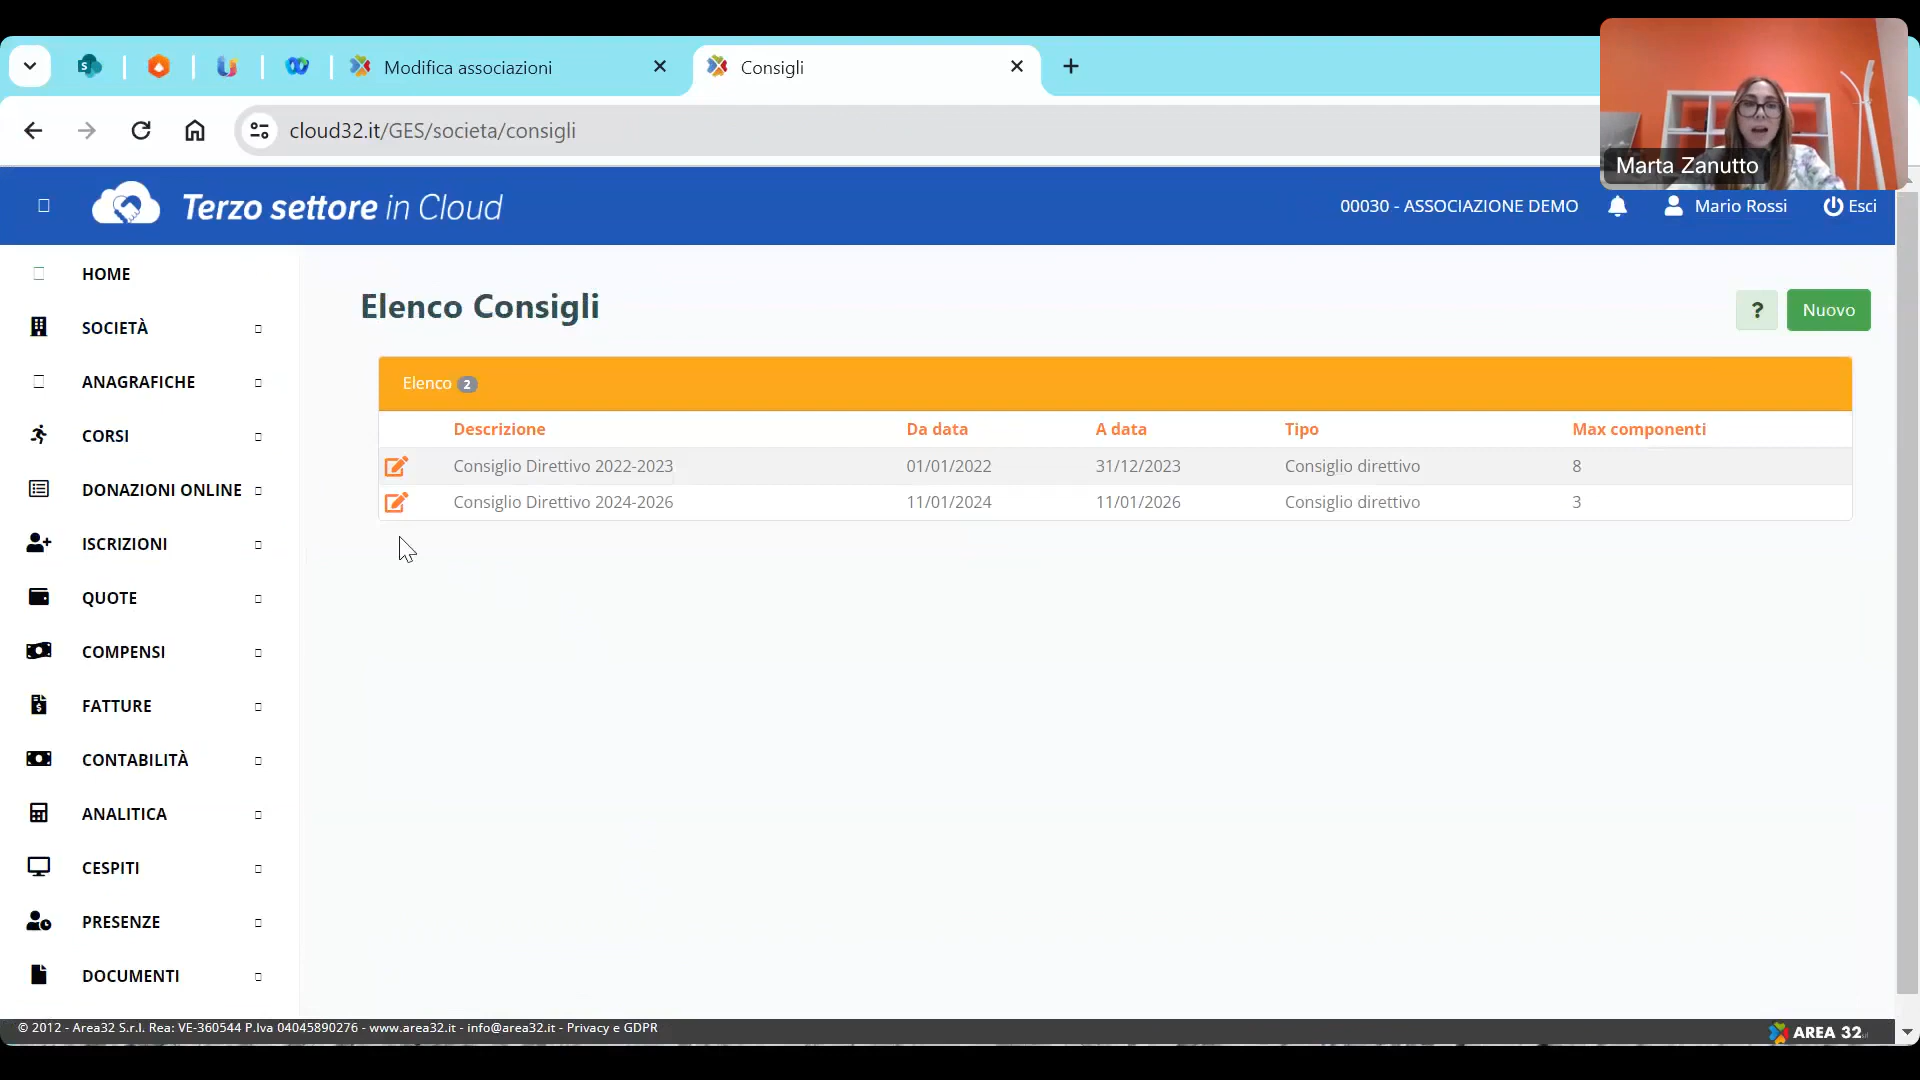 Modifica associazioni
Consigli
cloud32.it/GES/societa/consigli
Marta Zanutto
Terzo settore in Cloud
00030 - ASSOCIAZIONE DEMO
Mario Rossi
Esci
HOME
SOCIETÀ
ANAGRAFICHE
CORSI
DONAZIONI ONLINE
ISCRIZIONI
QUOTE
COMPENSI
FATTURE
CONTABILITÀ
ANALITICA
CESPITI
PRESENZE
DOCUMENTI
Elenco Consigli
? Nuovo
Elenco 2
Descrizione Da data A data Tipo Max componenti
Consiglio Direttivo 2022-2023 01/01/2022 31/12/2023 Consiglio direttivo 8
Consiglio Direttivo 2024-2026 11/01/2024 11/01/2026 Consiglio direttivo 3
© 2012 - Area32 S.r.l. Rea: VE-360544 P.Iva 04045890276 - www.area32.it - info@area32.it - Privacy e GDPR
AREA 32